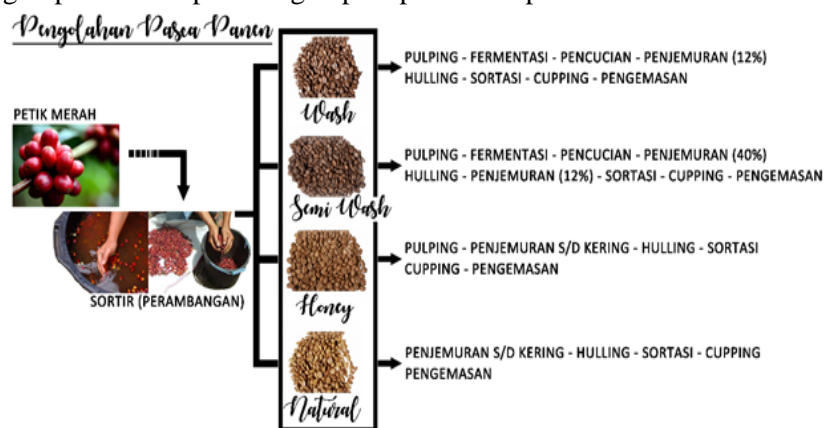 Pengolahan Pasca Panen
PETIK MERAH
SORTIR (PERAMBANGAN)
Wash
PULPING - FERMENTASI - PENCUCIAN - PENJEMURAN (12%)
HULLING - SORTASI - CUPPING - PENGEMASAN
Semi Wash
PULPING - FERMENTASI - PENCUCIAN - PENJEMURAN (40%)
HULLING - PENJEMURAN (12%) - SORTASI - CUPPING - PENGEMASAN
Honey
PULPING - PENJEMURAN S/D KERING - HULLING - SORTASI
CUPPING - PENGEMASAN
Natural
PENJEMURAN S/D KERING - HULLING - SORTASI - CUPPING
PENGEMASAN